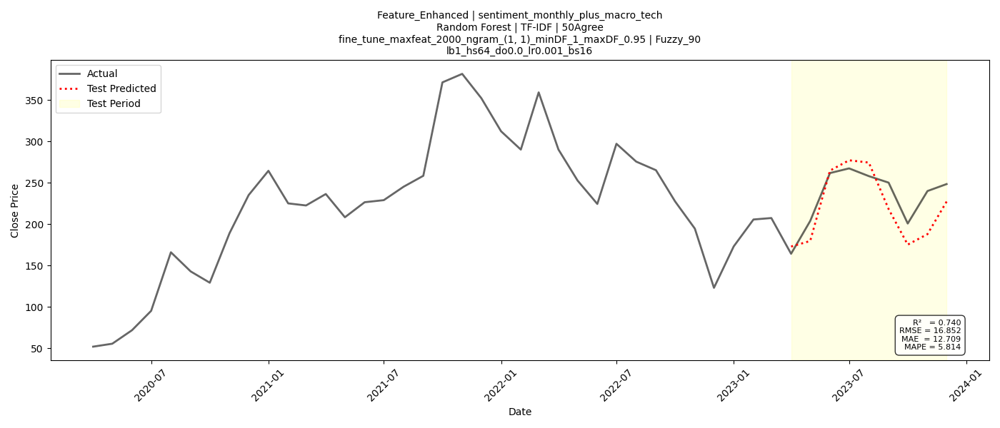 Feature_Enhanced | sentiment_monthly_plus_macro_tech
Random Forest | TF-IDF | 50Agree
fine_tune_maxfeat_2000_ngram_(1, 1)_minDF_1_maxDF_0.95 | Fuzzy_90
lb1_hs64_do0.0_lr0.001_bs16
Actual
Test Predicted
Test Period
Close Price
350
300
250
200
150
100
50
R² = 0.740
RMSE = 16.852
MAE = 12.709
MAPE = 5.814
2020-07
2021-01
2021-07
2022-01
2022-07
2023-01
2023-07
2024-01
Date